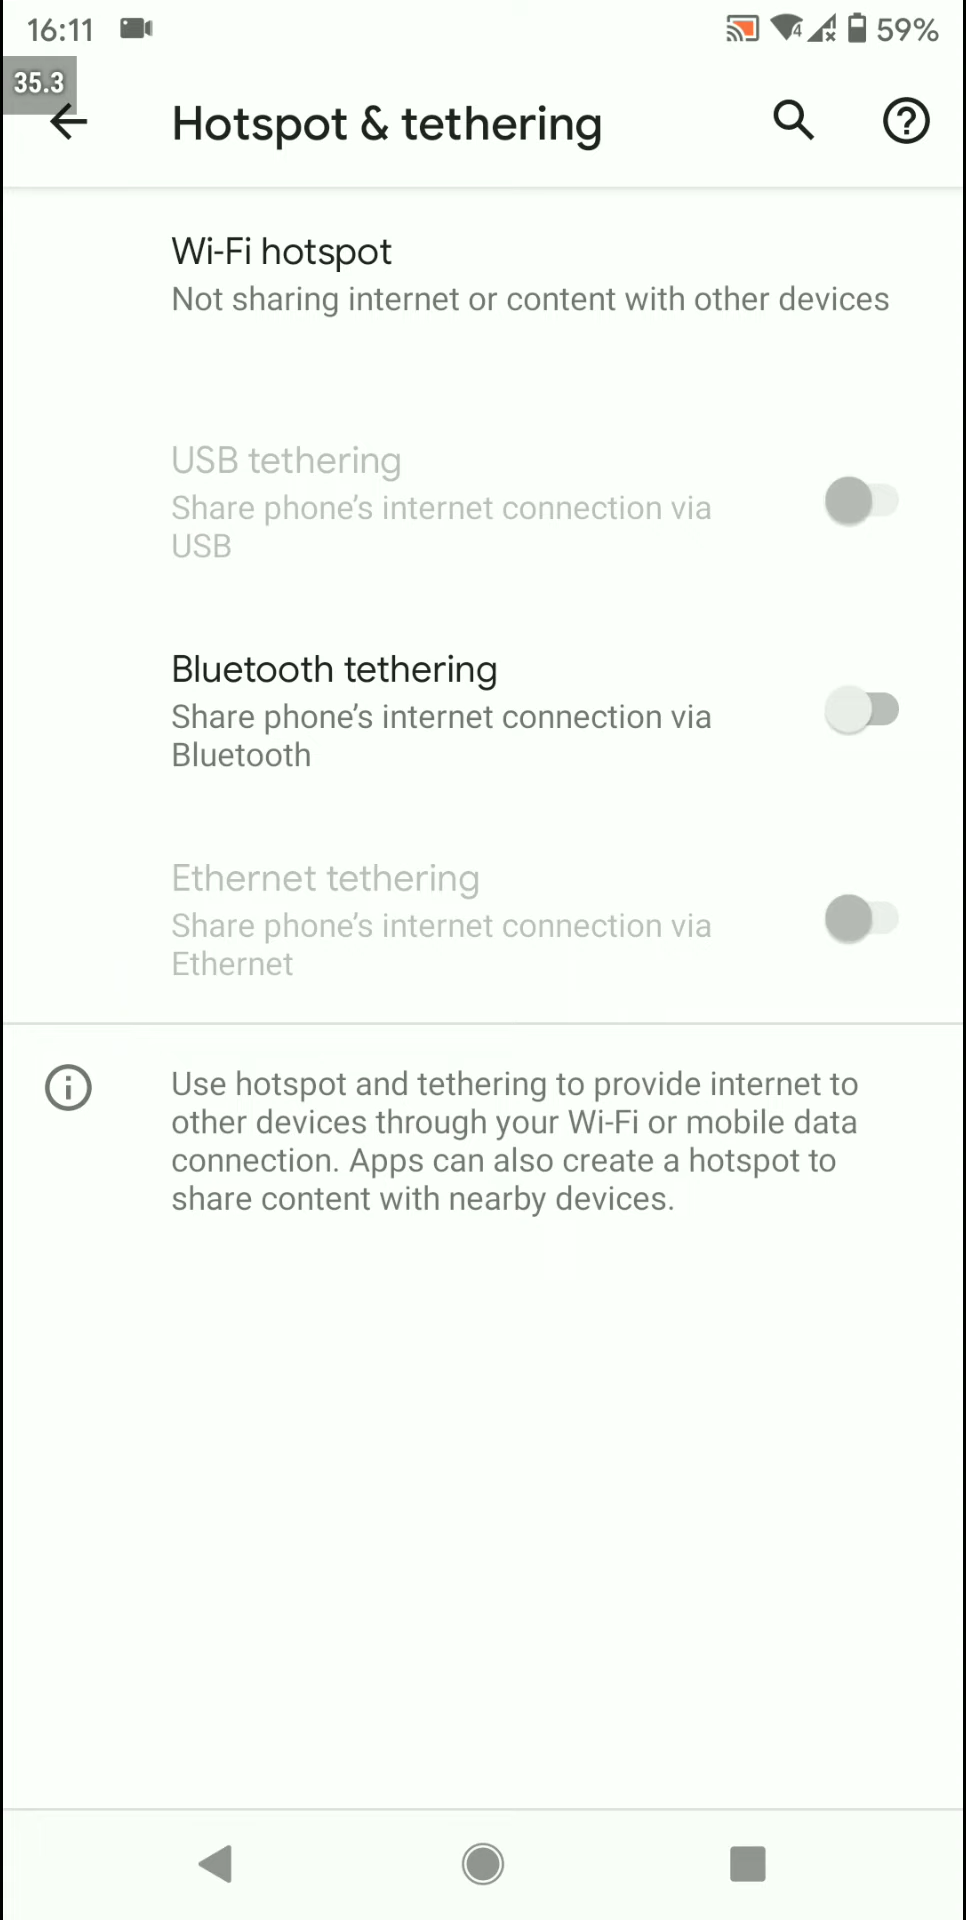 16:11
4
59%
35.3
Hotspot & tethering
Wi-Fi hotspot
Not sharing internet or content with other devices
USB tethering
Share phone's internet connection via
USB
Bluetooth tethering
Share phone's internet connection via
Bluetooth
Ethernet tethering
Share phone's internet connection via
Ethernet
Use hotspot and tethering to provide internet to
other devices through your Wi-Fi or mobile data
connection. Apps can also create a hotspot to
share content with nearby devices.